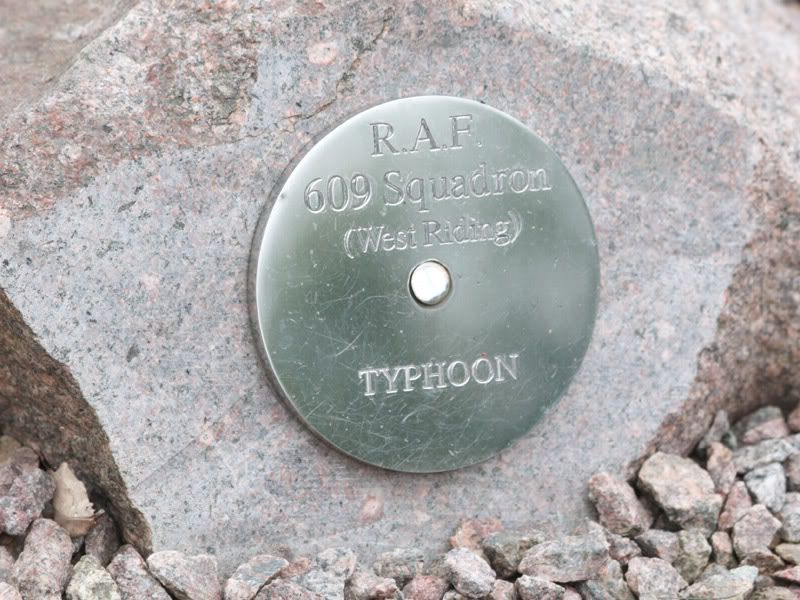 R.A.F.
609 Squadron
(West Riding)
TYPHOON